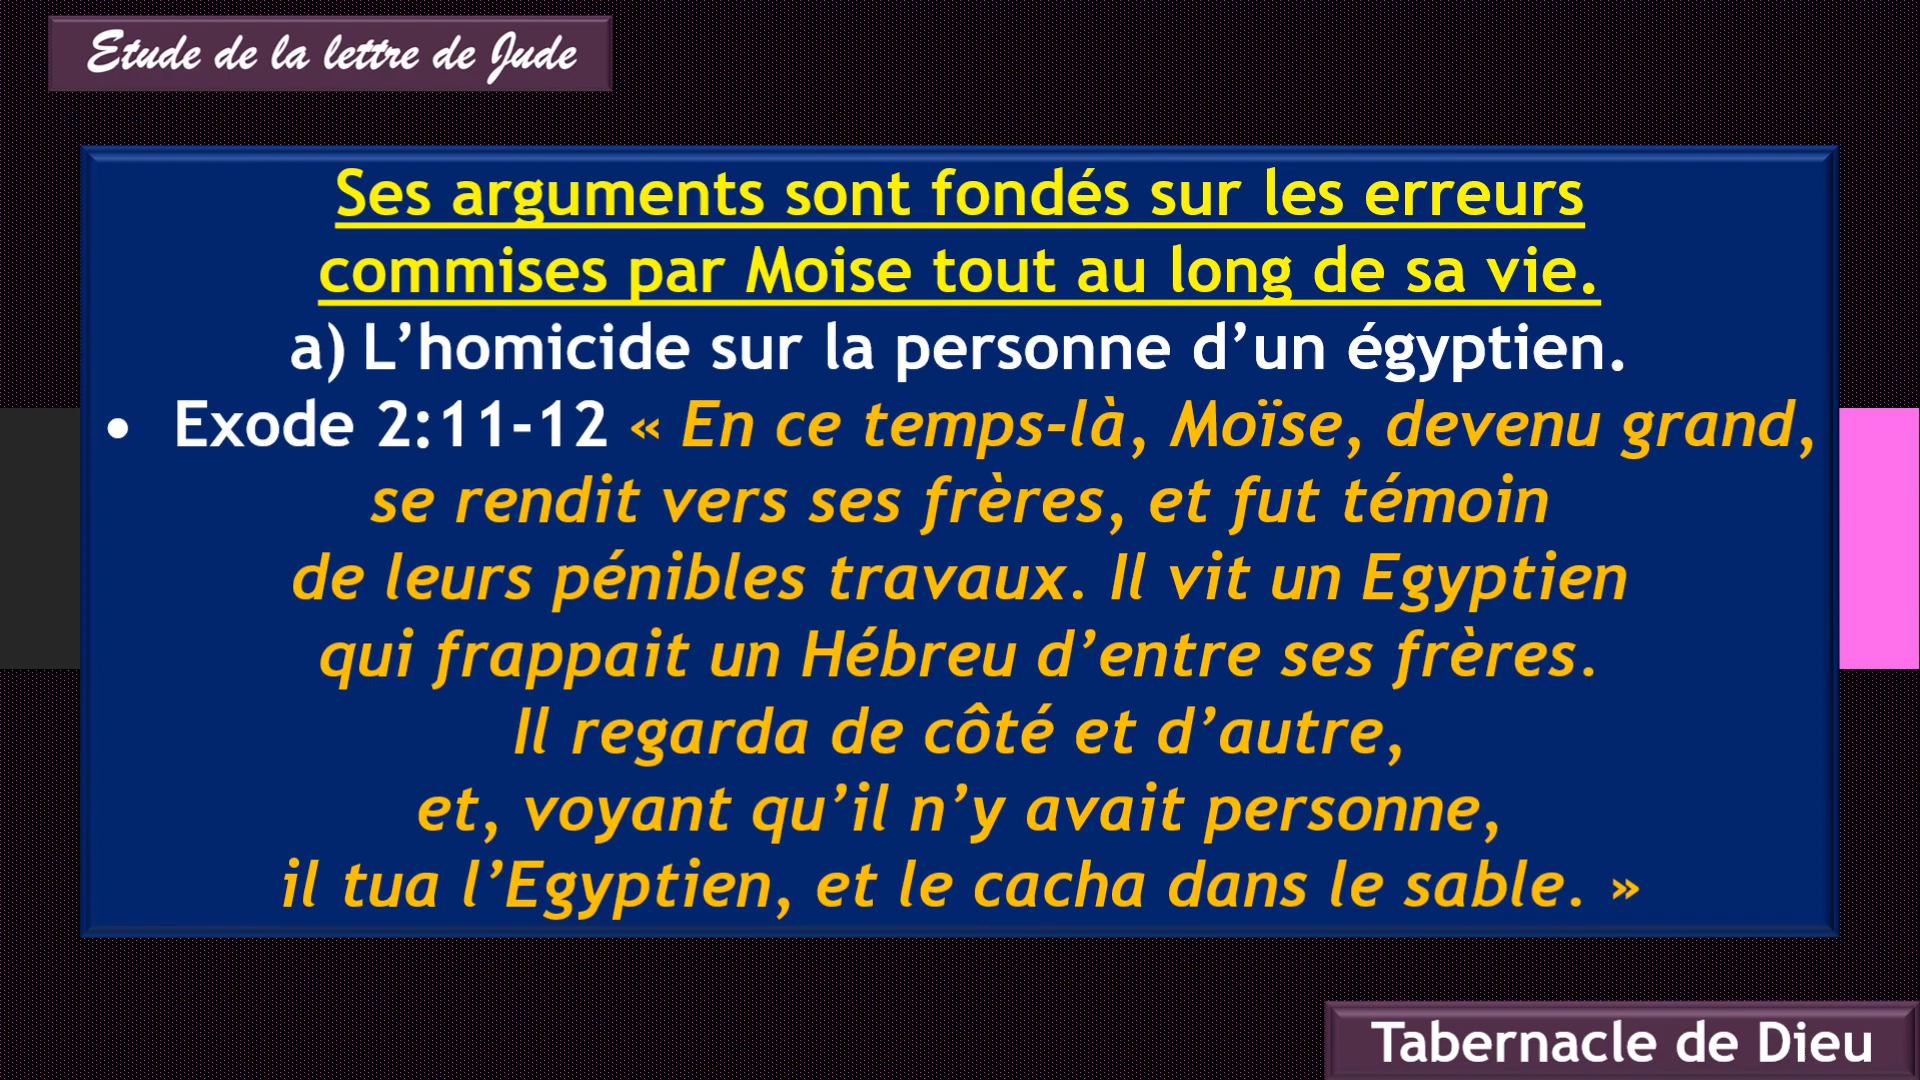 Etude de la lettre de Jude
Ses arguments sont fondés sur les erreurs
commises par Moise tout au long de sa vie.
a) L’homicide sur la personne d’un égyptien.
• Exode 2:11-12 « En ce temps-là, Moïse, devenu grand,
se rendit vers ses frères, et fut témoin
de leurs pénibles travaux. Il vit un Egyptien
qui frappait un Hébreu d’entre ses frères.
Il regarda de côté et d’autre,
et, voyant qu’il n’y avait personne,
il tua l’Egyptien, et le cacha dans le sable. »
Tabernacle de Dieu